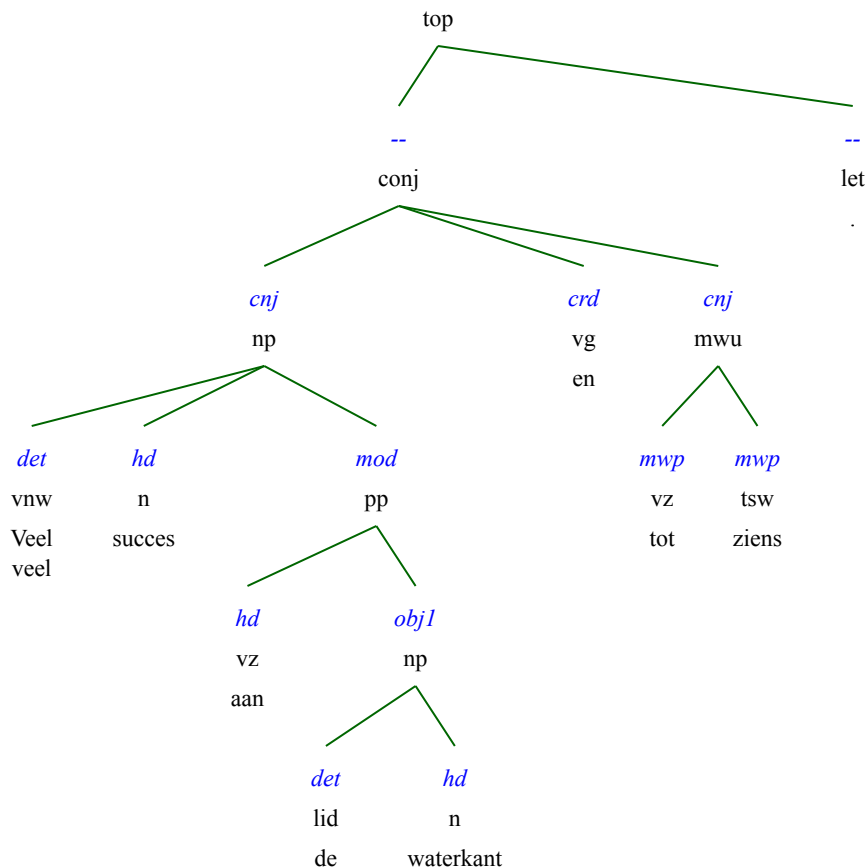 top
-- --
conj let
.
cnj crd cnj
np vg mwu
en
det hd mod mwp mwp
vnw n pp vz tsw
Veel succes tot ziens
veel
hd obj1
vz np
aan
det hd
lid n
de waterkant